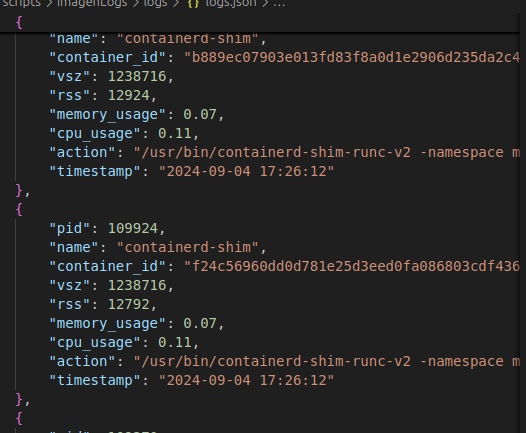 scripts > imagenLogs > logs > {} logs.json > ...
{
"name": "containerd-shim",
"container_id": "b889ec07903e013fd83f8a0d1e2906d235da2c4
"vsz": 1238716,
"rss": 12924,
"memory_usage": 0.07,
"cpu_usage": 0.11,
"action": "/usr/bin/containerd-shim-runc-v2 -namespace m
"timestamp": "2024-09-04 17:26:12"
},
{
"pid": 109924,
"name": "containerd-shim",
"container_id": "f24c56960dd0d781e25d3eed0fa086803cdf436
"vsz": 1238716,
"rss": 12792,
"memory_usage": 0.07,
"cpu_usage": 0.11,
"action": "/usr/bin/containerd-shim-runc-v2 -namespace m
"timestamp": "2024-09-04 17:26:12"
},
{